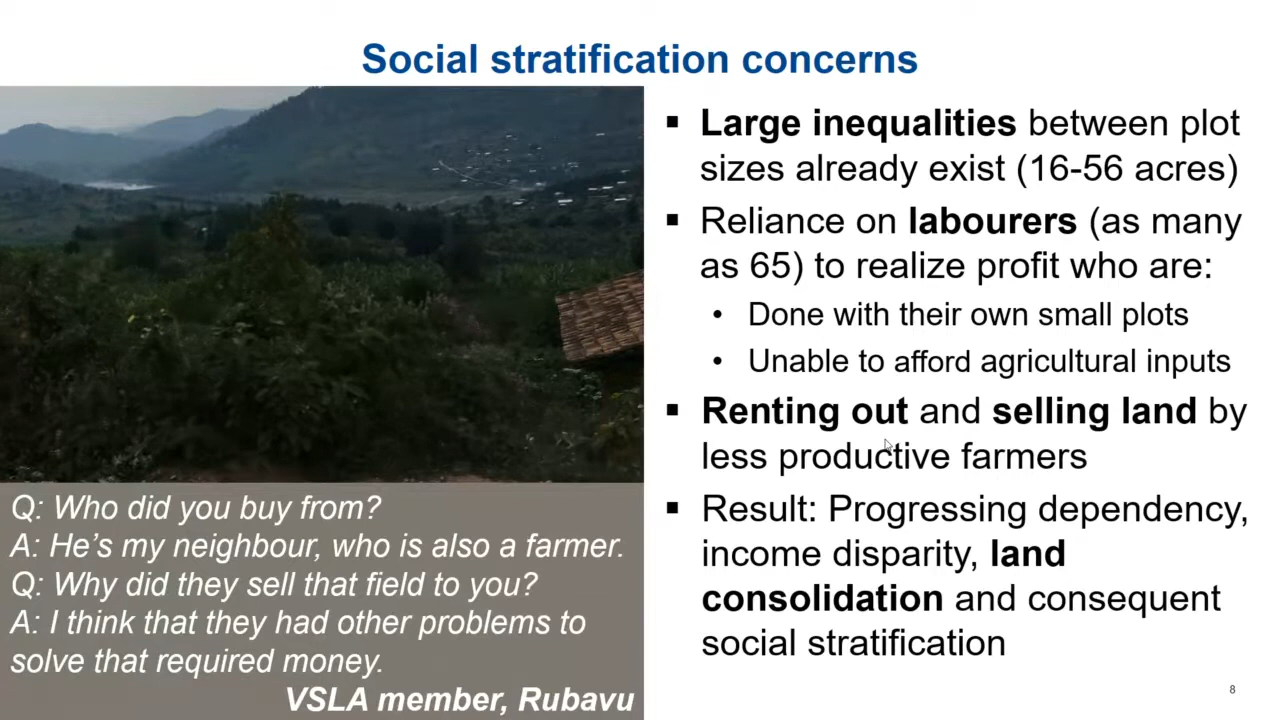 Social stratification concerns
▪ Large inequalities between plot
sizes already exist (16-56 acres)
▪ Reliance on labourers (as many
as 65) to realize profit who are:
• Done with their own small plots
• Unable to afford agricultural inputs
▪ Renting out and selling land by
less productive farmers
▪ Result: Progressing dependency,
income disparity, land
consolidation and consequent
social stratification
Q: Who did you buy from?
A: He's my neighbour, who is also a farmer.
Q: Why did they sell that field to you?
A: I think that they had other problems to
solve that required money.
VSLA member, Rubavu
8